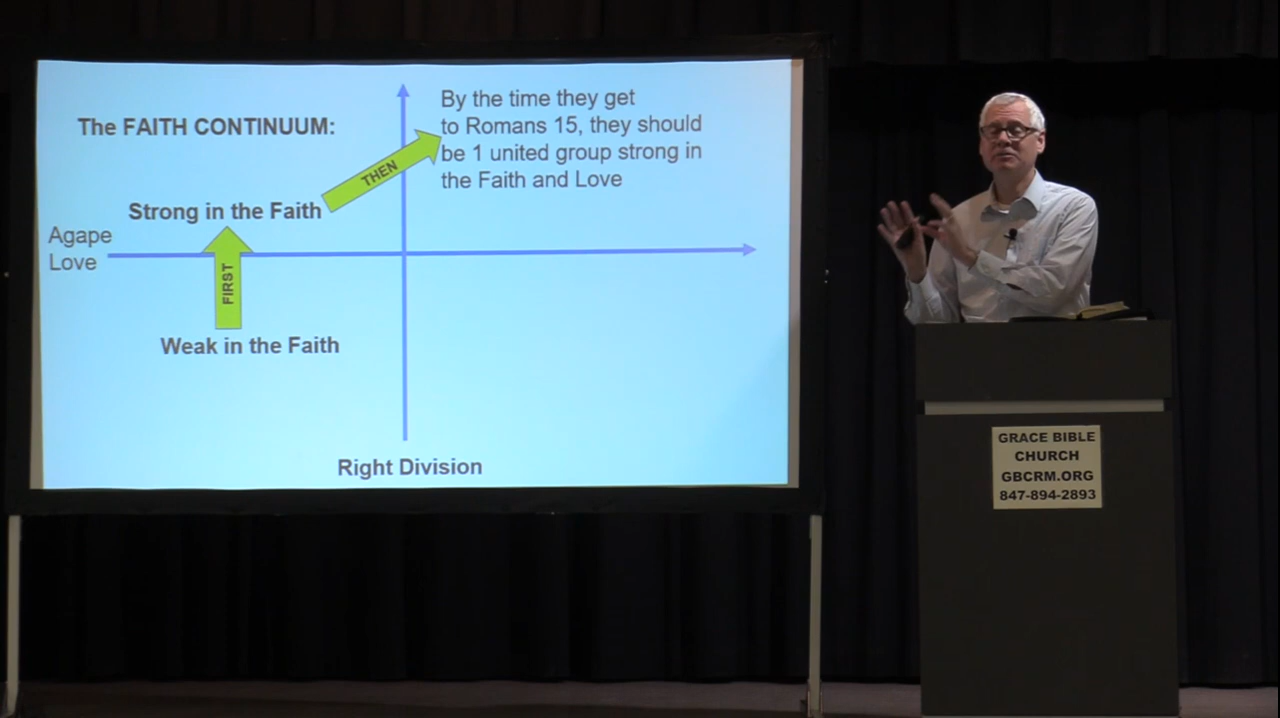 The FAITH CONTINUUM:
By the time they get
to Romans 15, they should
be 1 united group strong in
the Faith and Love
THEN
Strong in the Faith
Agape
Love
FIRST
Weak in the Faith
Right Division
GRACE BIBLE
CHURCH
GBCRM.ORG
847-894-2893